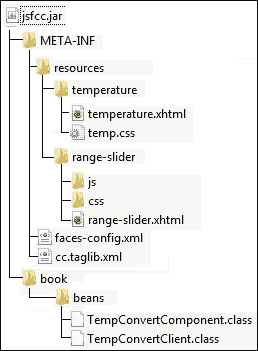 jsfcc.jar
META-INF
resources
temperature
temperature.xhtml
temp.css
range-slider
js
css
range-slider.xhtml
faces-config.xml
cc.taglib.xml
book
beans
TempConvertComponent.class
TempConvertClient.class